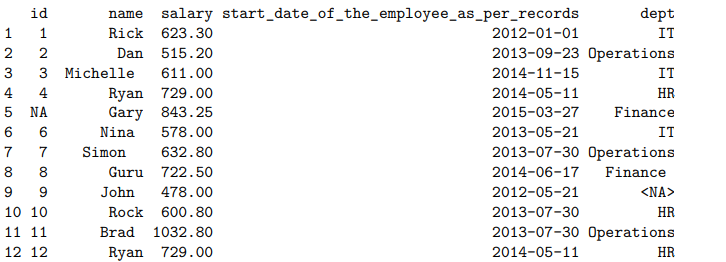 id name salary start_date_of_the_employee_as_per_records dept
1 1 Rick 623.30 2012-01-01 IT
2 2 Dan 515.20 2013-09-23 Operations
3 3 Michelle 611.00 2014-11-15 IT
4 4 Ryan 729.00 2014-05-11 HR
5 NA Gary 843.25 2015-03-27 Finance
6 6 Nina 578.00 2013-05-21 IT
7 7 Simon 632.80 2013-07-30 Operations
8 8 Guru 722.50 2014-06-17 Finance
9 9 John 478.00 2012-05-21 <NA>
10 10 Rock 600.80 2013-07-30 HR
11 11 Brad 1032.80 2013-07-30 Operations
12 12 Ryan 729.00 2014-05-11 HR